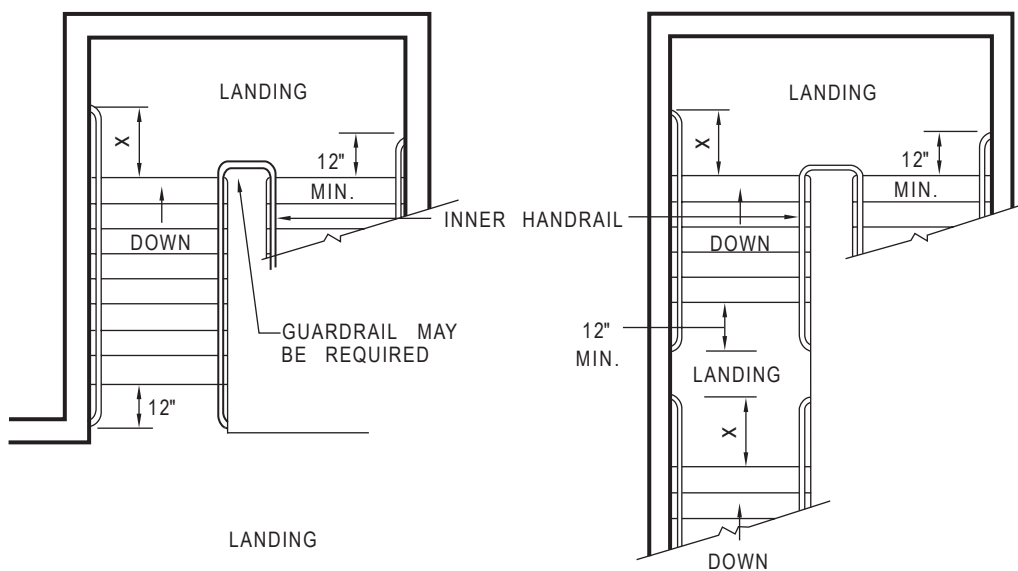 LANDING
X
12"
MIN.
DOWN
INNER HANDRAIL
GUARDRAIL MAY
BE REQUIRED
12"
LANDING
LANDING
X
12"
MIN.
DOWN
12"
MIN.
LANDING
X
DOWN